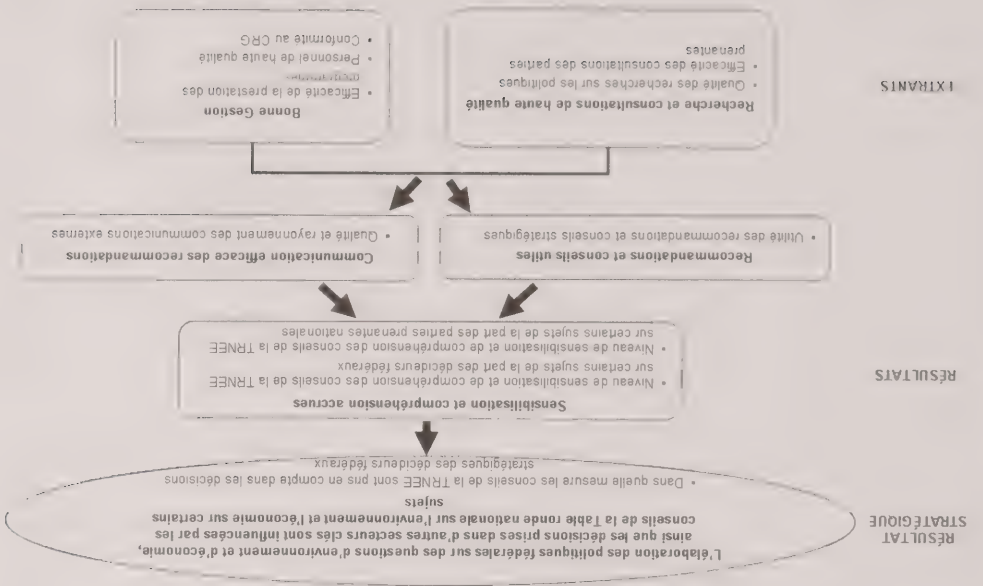 RÉSULTAT
STRATÉGIQUE
L'élaboration des politiques fédérales sur des questions d'environnement et d'économie,
ainsi que les décisions prises dans d'autres secteurs clés sont influencées par les
conseils de la Table ronde nationale sur l'environnement et l'économie sur certains
sujets
• Dans quelle mesure les conseils de la TRNEE sont pris en compte dans les décisions
stratégiques des décideurs fédéraux
RÉSULTATS
Sensibilisation et compréhension accrues
• Niveau de sensibilisation et de compréhension des conseils de la TRNEE
sur certains sujets de la part des décideurs fédéraux
• Niveau de sensibilisation et de compréhension des conseils de la TRNEE
sur certains sujets de la part des parties prenantes nationales
Recommandations et conseils utiles
• Utilité des recommandations et conseils stratégiques
Communication efficace des recommandations
• Qualité et rayonnement des communications externes
EXTRANTS
Recherche et consultations de haute qualité
• Qualité des recherches sur les politiques
• Efficacité des consultations des parties
prenantes
Bonne Gestion
• Efficacité de la prestation des
• Personnel de haute qualité
• Conformité au CRG